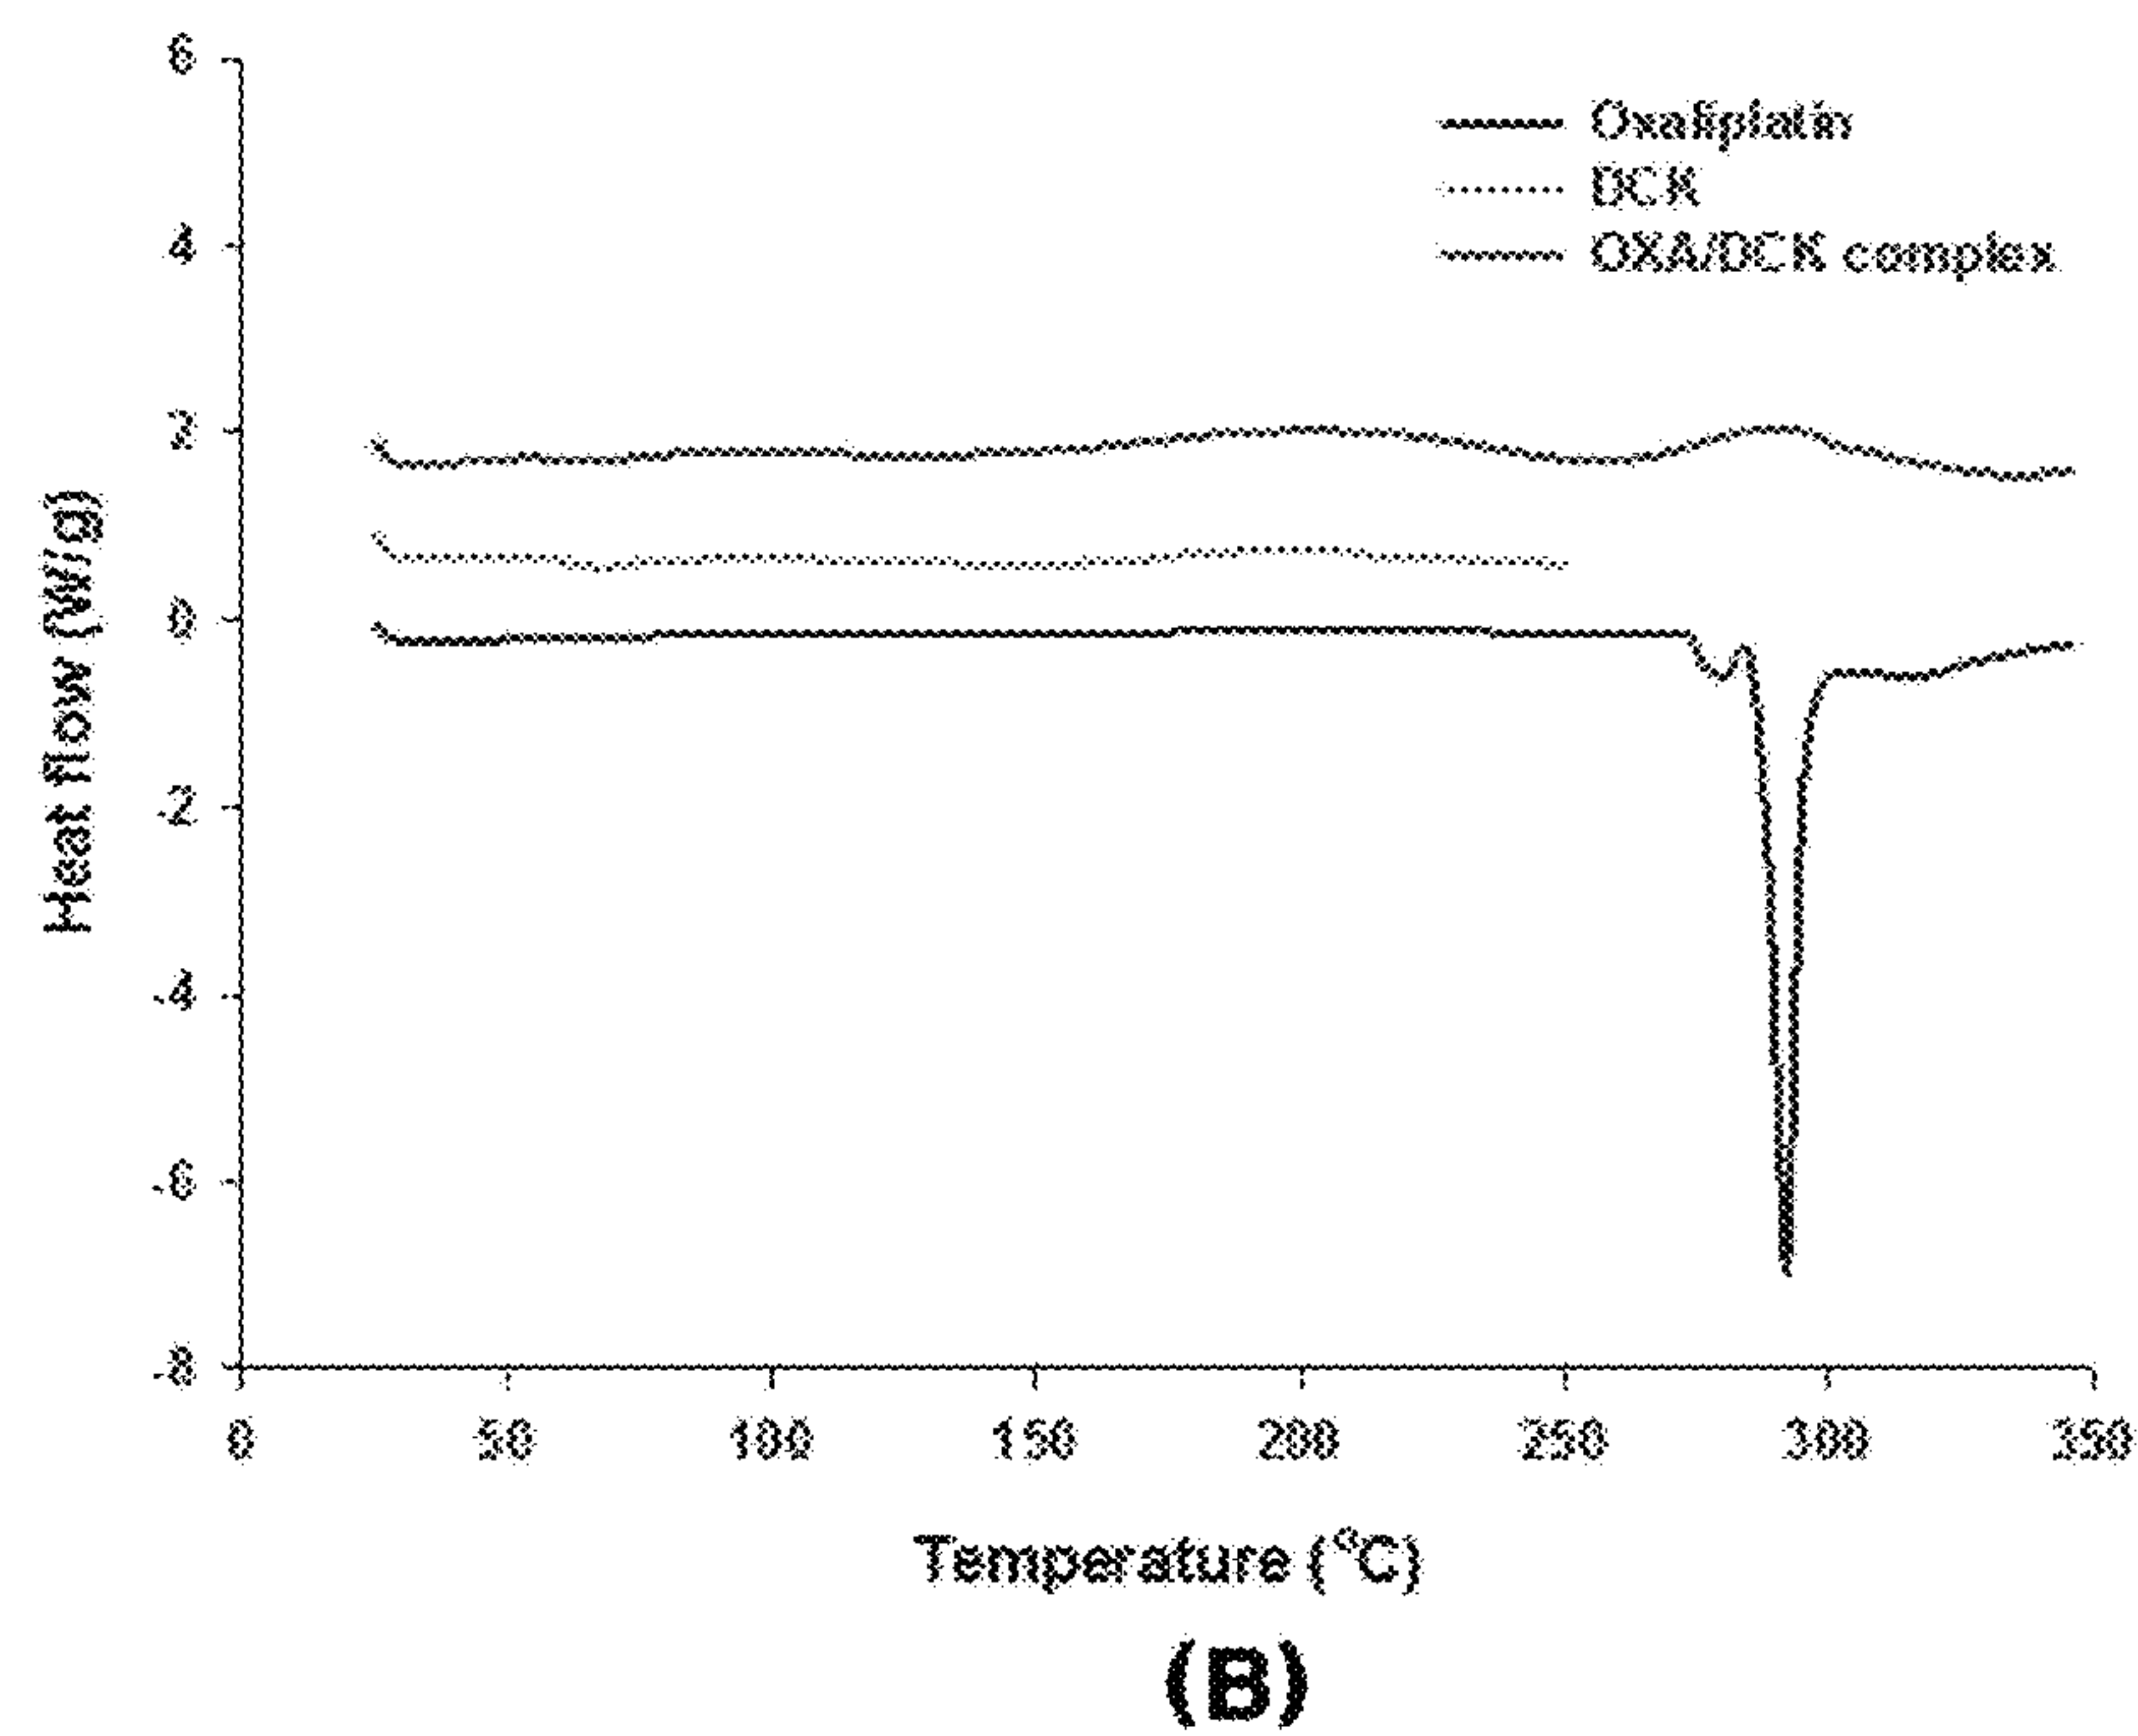 6
4
2
0
-2
-4
-6
-8
Heat flow (W/g)
Oxaliplatin
DCK
OXA/DCK complex
0 50 100 150 200 250 300 350
Temperature (°C)
(B)